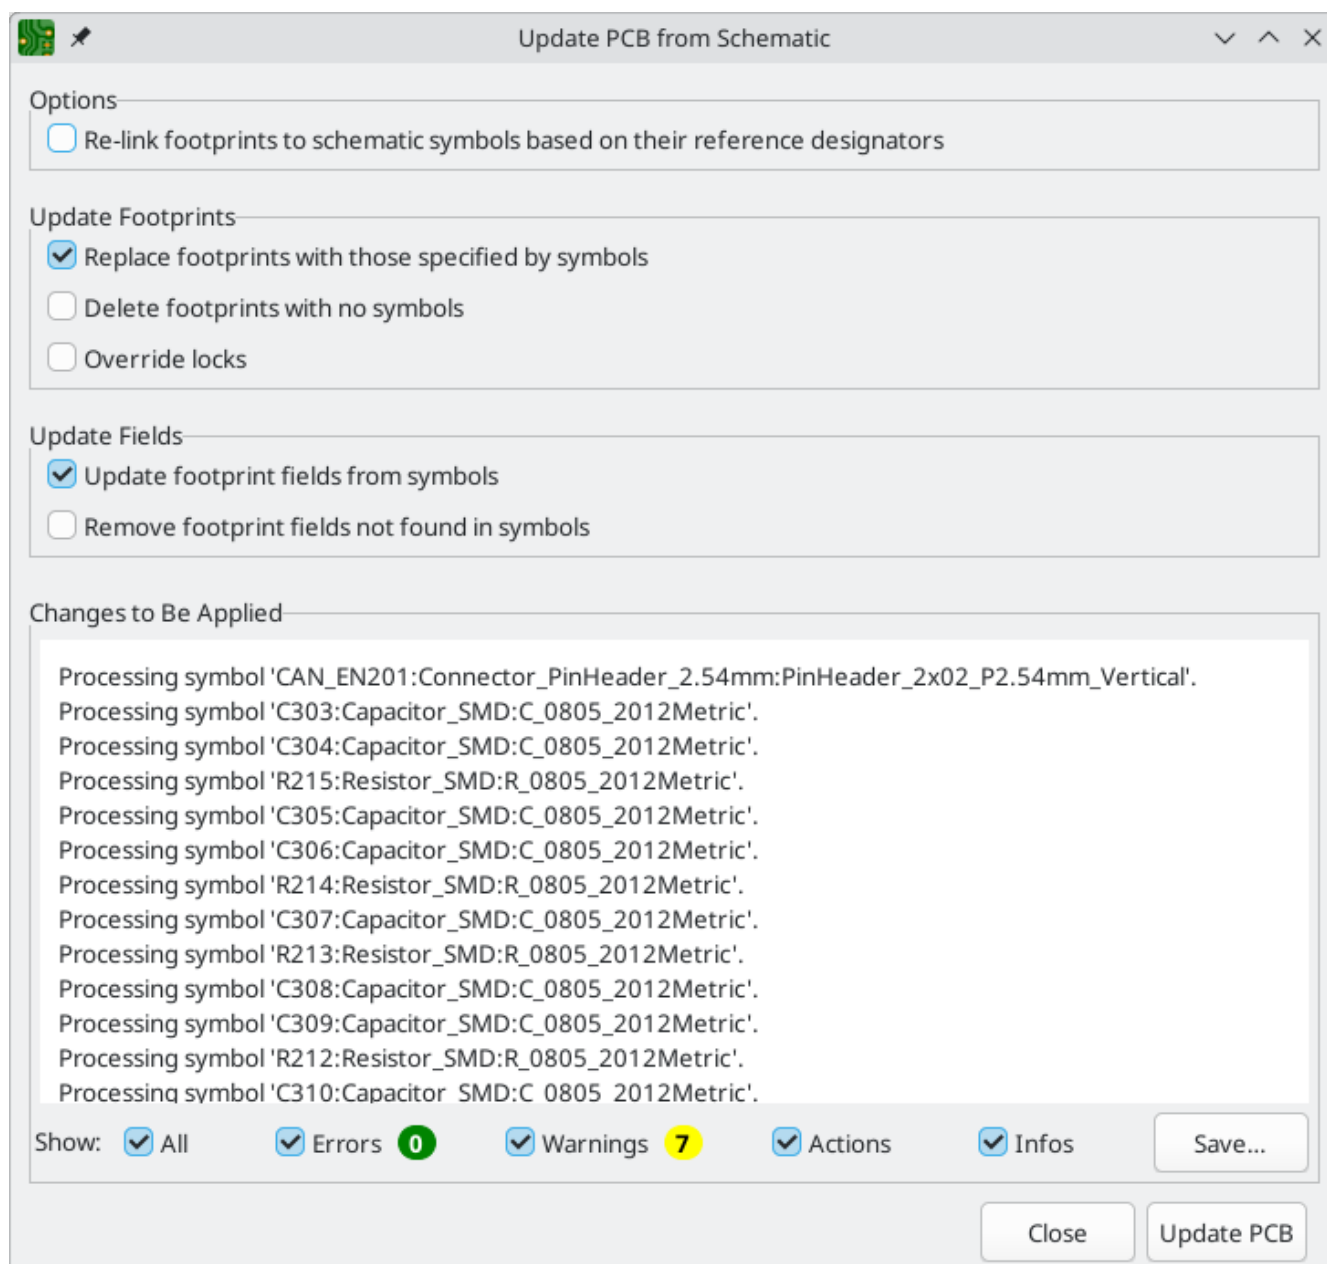 Update PCB from Schematic
Options
Re-link footprints to schematic symbols based on their reference designators
Update Footprints
Replace footprints with those specified by symbols
Delete footprints with no symbols
Override locks
Update Fields
Update footprint fields from symbols
Remove footprint fields not found in symbols
Changes to Be Applied
Processing symbol 'CAN_EN201:Connector_PinHeader_2.54mm:PinHeader_2x02_P2.54mm_Vertical'.
Processing symbol 'C303:Capacitor_SMD:C_0805_2012Metric'.
Processing symbol 'C304:Capacitor_SMD:C_0805_2012Metric'.
Processing symbol 'R215:Resistor_SMD:R_0805_2012Metric'.
Processing symbol 'C305:Capacitor_SMD:C_0805_2012Metric'.
Processing symbol 'C306:Capacitor_SMD:C_0805_2012Metric'.
Processing symbol 'R214:Resistor_SMD:R_0805_2012Metric'.
Processing symbol 'C307:Capacitor_SMD:C_0805_2012Metric'.
Processing symbol 'R213:Resistor_SMD:R_0805_2012Metric'.
Processing symbol 'C308:Capacitor_SMD:C_0805_2012Metric'.
Processing symbol 'C309:Capacitor_SMD:C_0805_2012Metric'.
Processing symbol 'R212:Resistor_SMD:R_0805_2012Metric'.
Processing symbol 'C310:Capacitor_SMD:C_0805_2012Metric'.
Show: All Errors 0 Warnings 7 Actions Infos Save...
Close Update PCB